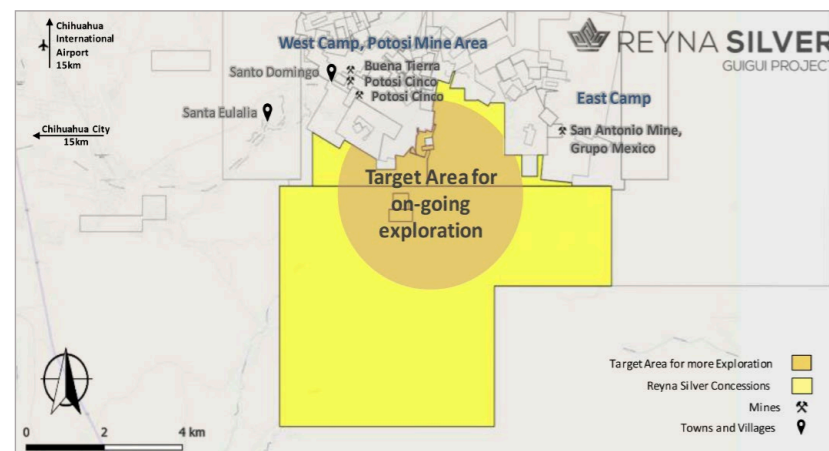 Chihuahua
International
Airport
15km
West Camp, Potosi Mine Area
REYNA SILVER
GUIGUI PROJECT
Santo Domingo
Buena Tierra
Potosi Cinco
Potosi Cinco
East Camp
Santa Eulalia
San Antonio Mine,
Grupo Mexico
Chihuahua City
15km
Target Area for
on-going
exploration
Target Area for more Exploration
Reyna Silver Concessions
Mines
Towns and Villages
0 2 4 km